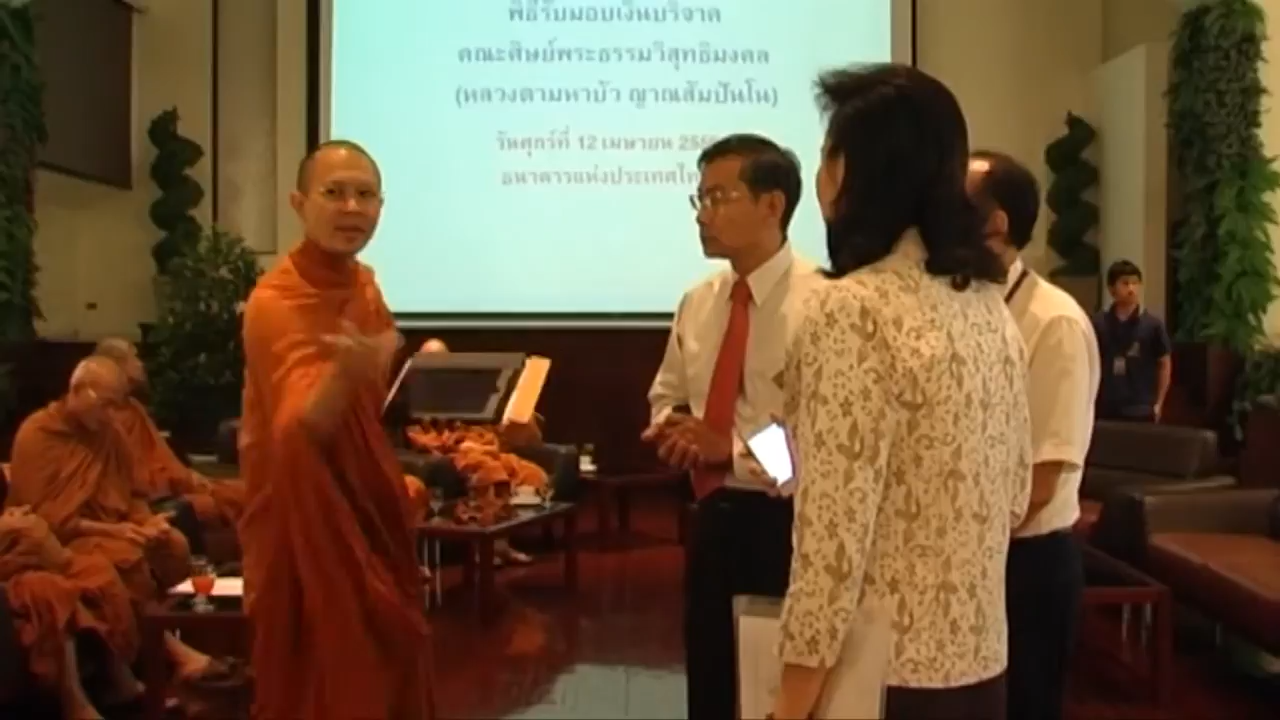 พิธีรับมอบเงินบริจาค
คณะศิษย์พระธรรมวิสุทธิมงคล
(หลวงตามหาบัว ญาณสัมปันโน)
วันศุกร์ที่ 12 เมษายน
ธนาคารแห่งประเทศไทย